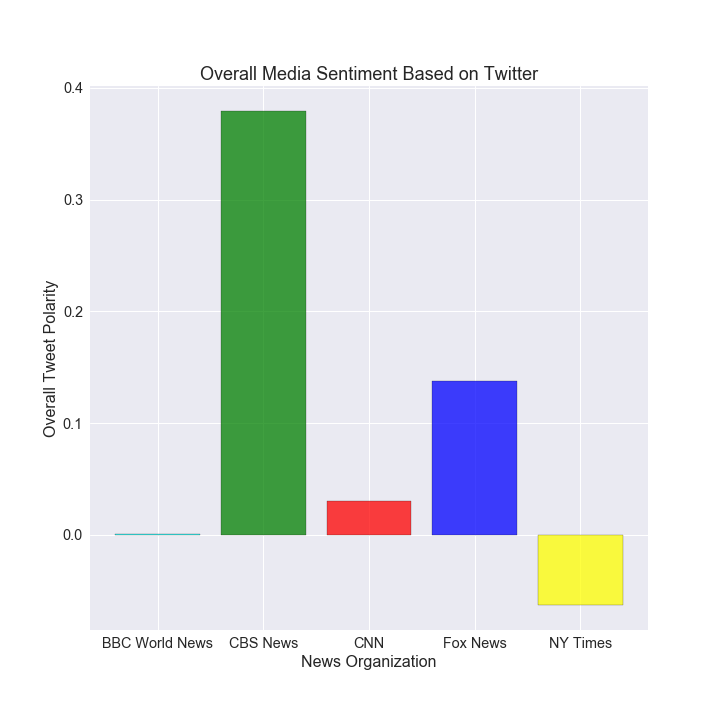 Overall Media Sentiment Based on Twitter
0.4
0.3
0.2
0.1
0.0
Overall Tweet Polarity
BBC World News CBS News CNN Fox News NY Times
News Organization